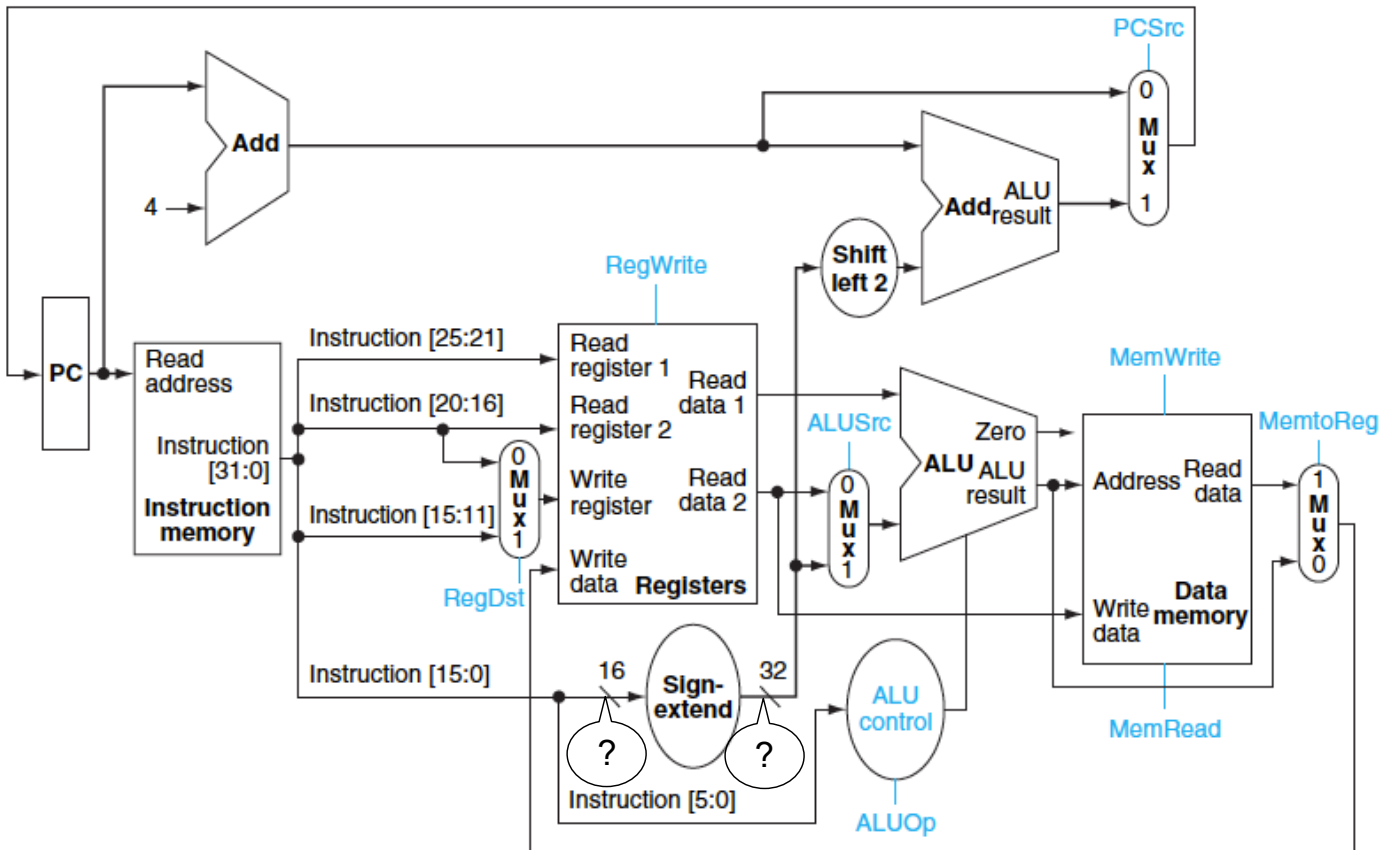 PCSrc
0
M
u
x
1
Add
4
Add
ALU
result
Shift
left 2
RegWrite
PC
Read
address
Instruction
[31:0]
Instruction
memory
Instruction [25:21]
Instruction [20:16]
Instruction [15:11]
0
M
u
x
1
RegDst
Read
register 1
Read
register 2
Write
register
Write
data
Read
data 1
Read
data 2
Registers
ALUSrc
0
M
u
x
1
Zero
ALU
ALU
result
MemWrite
Address
Read
data
Write
data
Data
memory
MemRead
MemtoReg
1
M
u
x
0
Instruction [15:0]
16
Sign-
extend
32
?
?
ALU
control
Instruction [5:0]
ALUOp